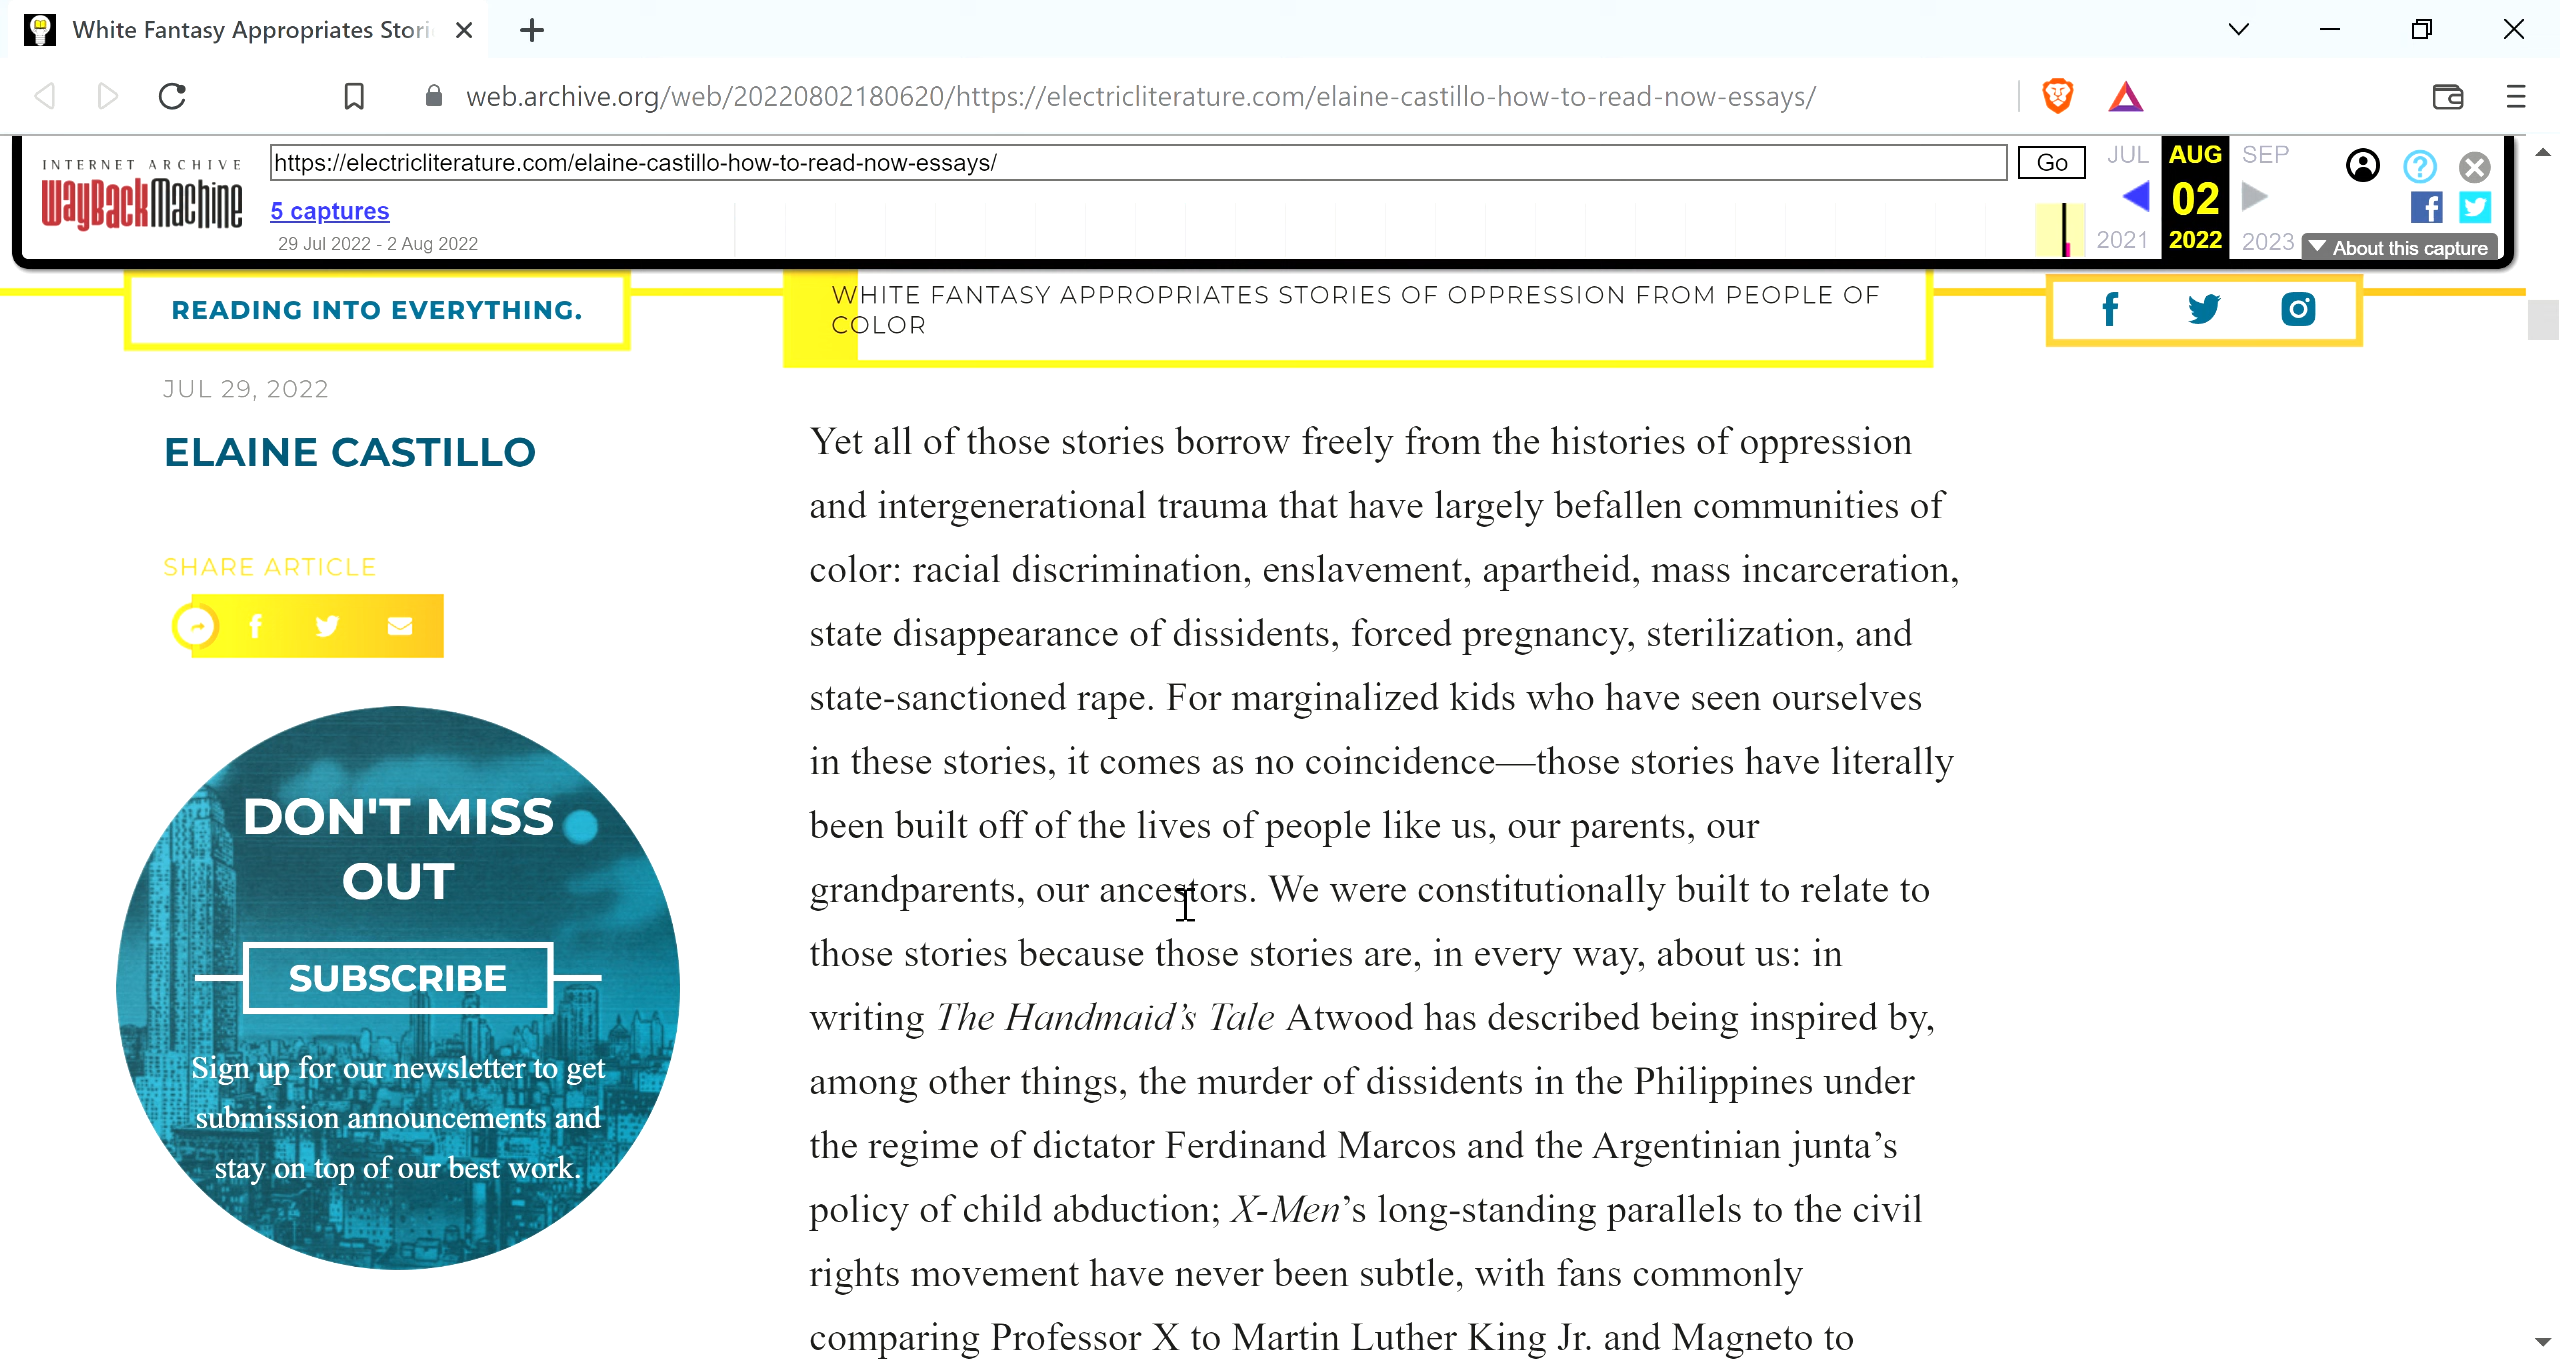 White Fantasy Appropriates Stori
web.archive.org/web/20220802180620/https://electricliterature.com/elaine-castillo-how-to-read-now-essays/
INTERNET ARCHIVE
WayBackMachine
https://electricliterature.com/elaine-castillo-how-to-read-now-essays/
Go
5 captures
29 Jul 2022 - 2 Aug 2022
JUL AUG SEP
02
2021 2022 2023
About this capture
READING INTO EVERYTHING.
WHITE FANTASY APPROPRIATES STORIES OF OPPRESSION FROM PEOPLE OF
COLOR
JUL 29, 2022
ELAINE CASTILLO
SHARE ARTICLE
DON'T MISS
OUT
SUBSCRIBE
Sign up for our newsletter to get
submission announcements and
stay on top of our best work.
Yet all of those stories borrow freely from the histories of oppression
and intergenerational trauma that have largely befallen communities of
color: racial discrimination, enslavement, apartheid, mass incarceration,
state disappearance of dissidents, forced pregnancy, sterilization, and
state-sanctioned rape. For marginalized kids who have seen ourselves
in these stories, it comes as no coincidence—those stories have literally
been built off of the lives of people like us, our parents, our
grandparents, our ancestors. We were constitutionally built to relate to
those stories because those stories are, in every way, about us: in
writing The Handmaid’s Tale Atwood has described being inspired by,
among other things, the murder of dissidents in the Philippines under
the regime of dictator Ferdinand Marcos and the Argentinian junta’s
policy of child abduction; X-Men’s long-standing parallels to the civil
rights movement have never been subtle, with fans commonly
comparing Professor X to Martin Luther King Jr. and Magneto to